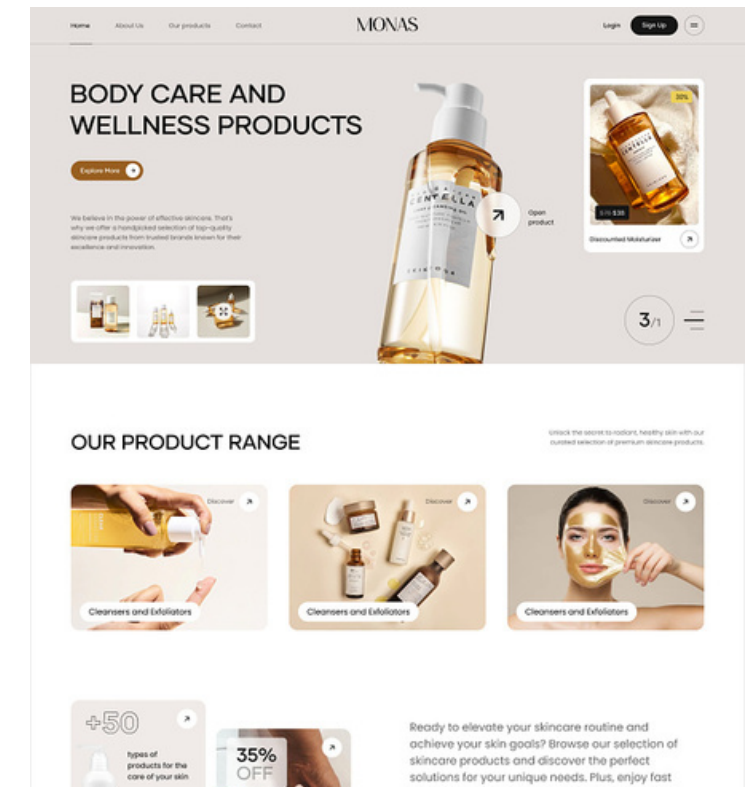 Home
About Us
Our products
Contact
MONAS
Login
Sign Up
BODY CARE AND
WELLNESS PRODUCTS
Explore More
We believe in the power of effective skincare. That's
why we offer a handpicked selection of top-quality
skincare products from trusted brands known for their
excellence and innovation.
CENTELLA
Open
product
30%
CENTELLA
$75 $35
Discounted Moisturizer
3/1
OUR PRODUCT RANGE
Unlock the secret to radiant, healthy skin with our
curated selection of premium skincare products.
Discover
Cleansers and Exfoliators
Discover
Cleansers and Exfoliators
Discover
Cleansers and Exfoliators
+50
types of
products for the
care of your skin
35%
OFF
Ready to elevate your skincare routine and
achieve your skin goals? Browse our selection of
skincare products and discover the perfect
solutions for your unique needs. Plus, enjoy fast